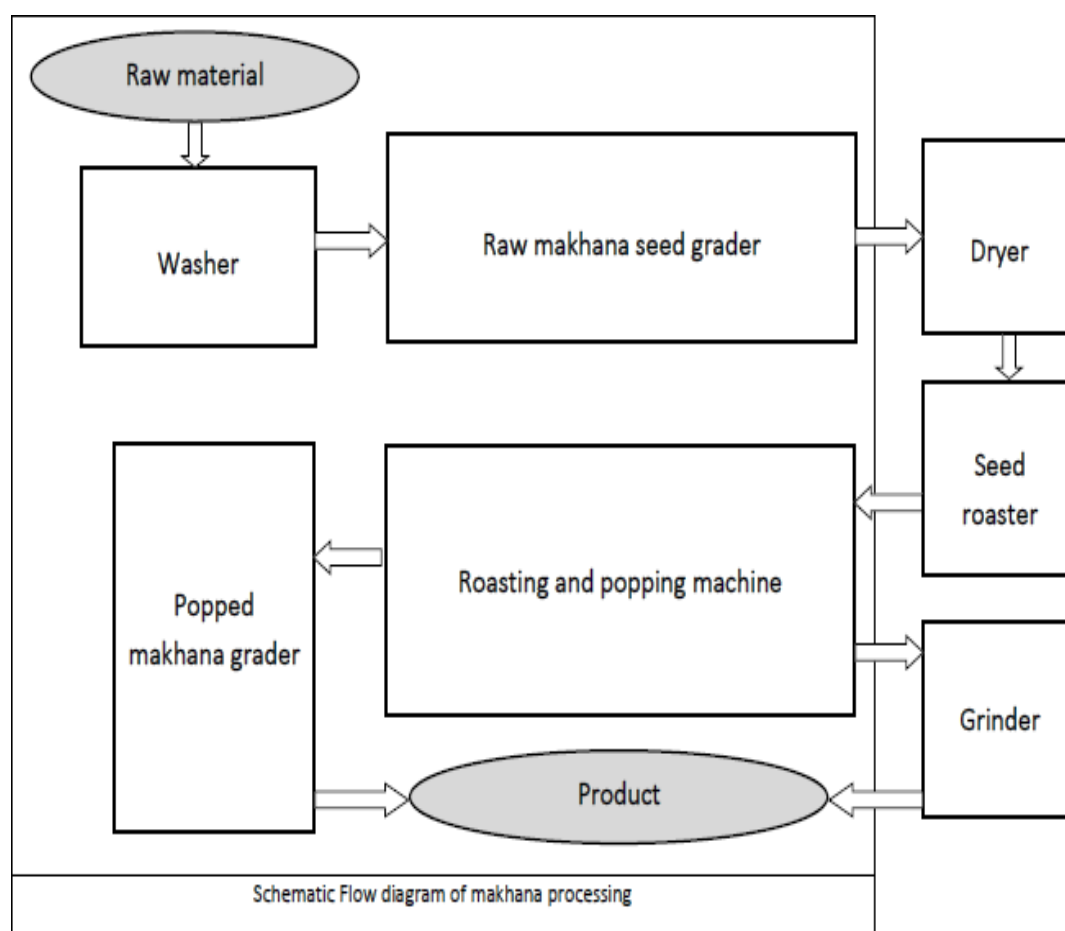 Raw material
Washer
Raw makhana seed grader
Dryer
Seed
roaster
Roasting and popping machine
Popped
makhana grader
Grinder
Product
Schematic Flow diagram of makhana processing